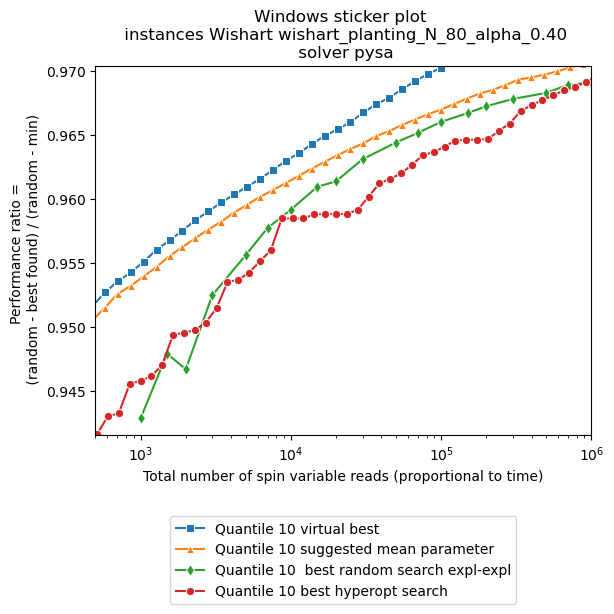 Windows sticker plot
instances Wishart wishart_planting_N_80_alpha_0.40
solver pysa
Performance ratio =
(random - best found) / (random - min)
0.970
0.965
0.960
0.955
0.950
0.945
10³
10⁴
10⁵
10⁶
Total number of spin variable reads (proportional to time)
Quantile 10 virtual best
Quantile 10 suggested mean parameter
Quantile 10  best random search expl-expl
Quantile 10 best hyperopt search